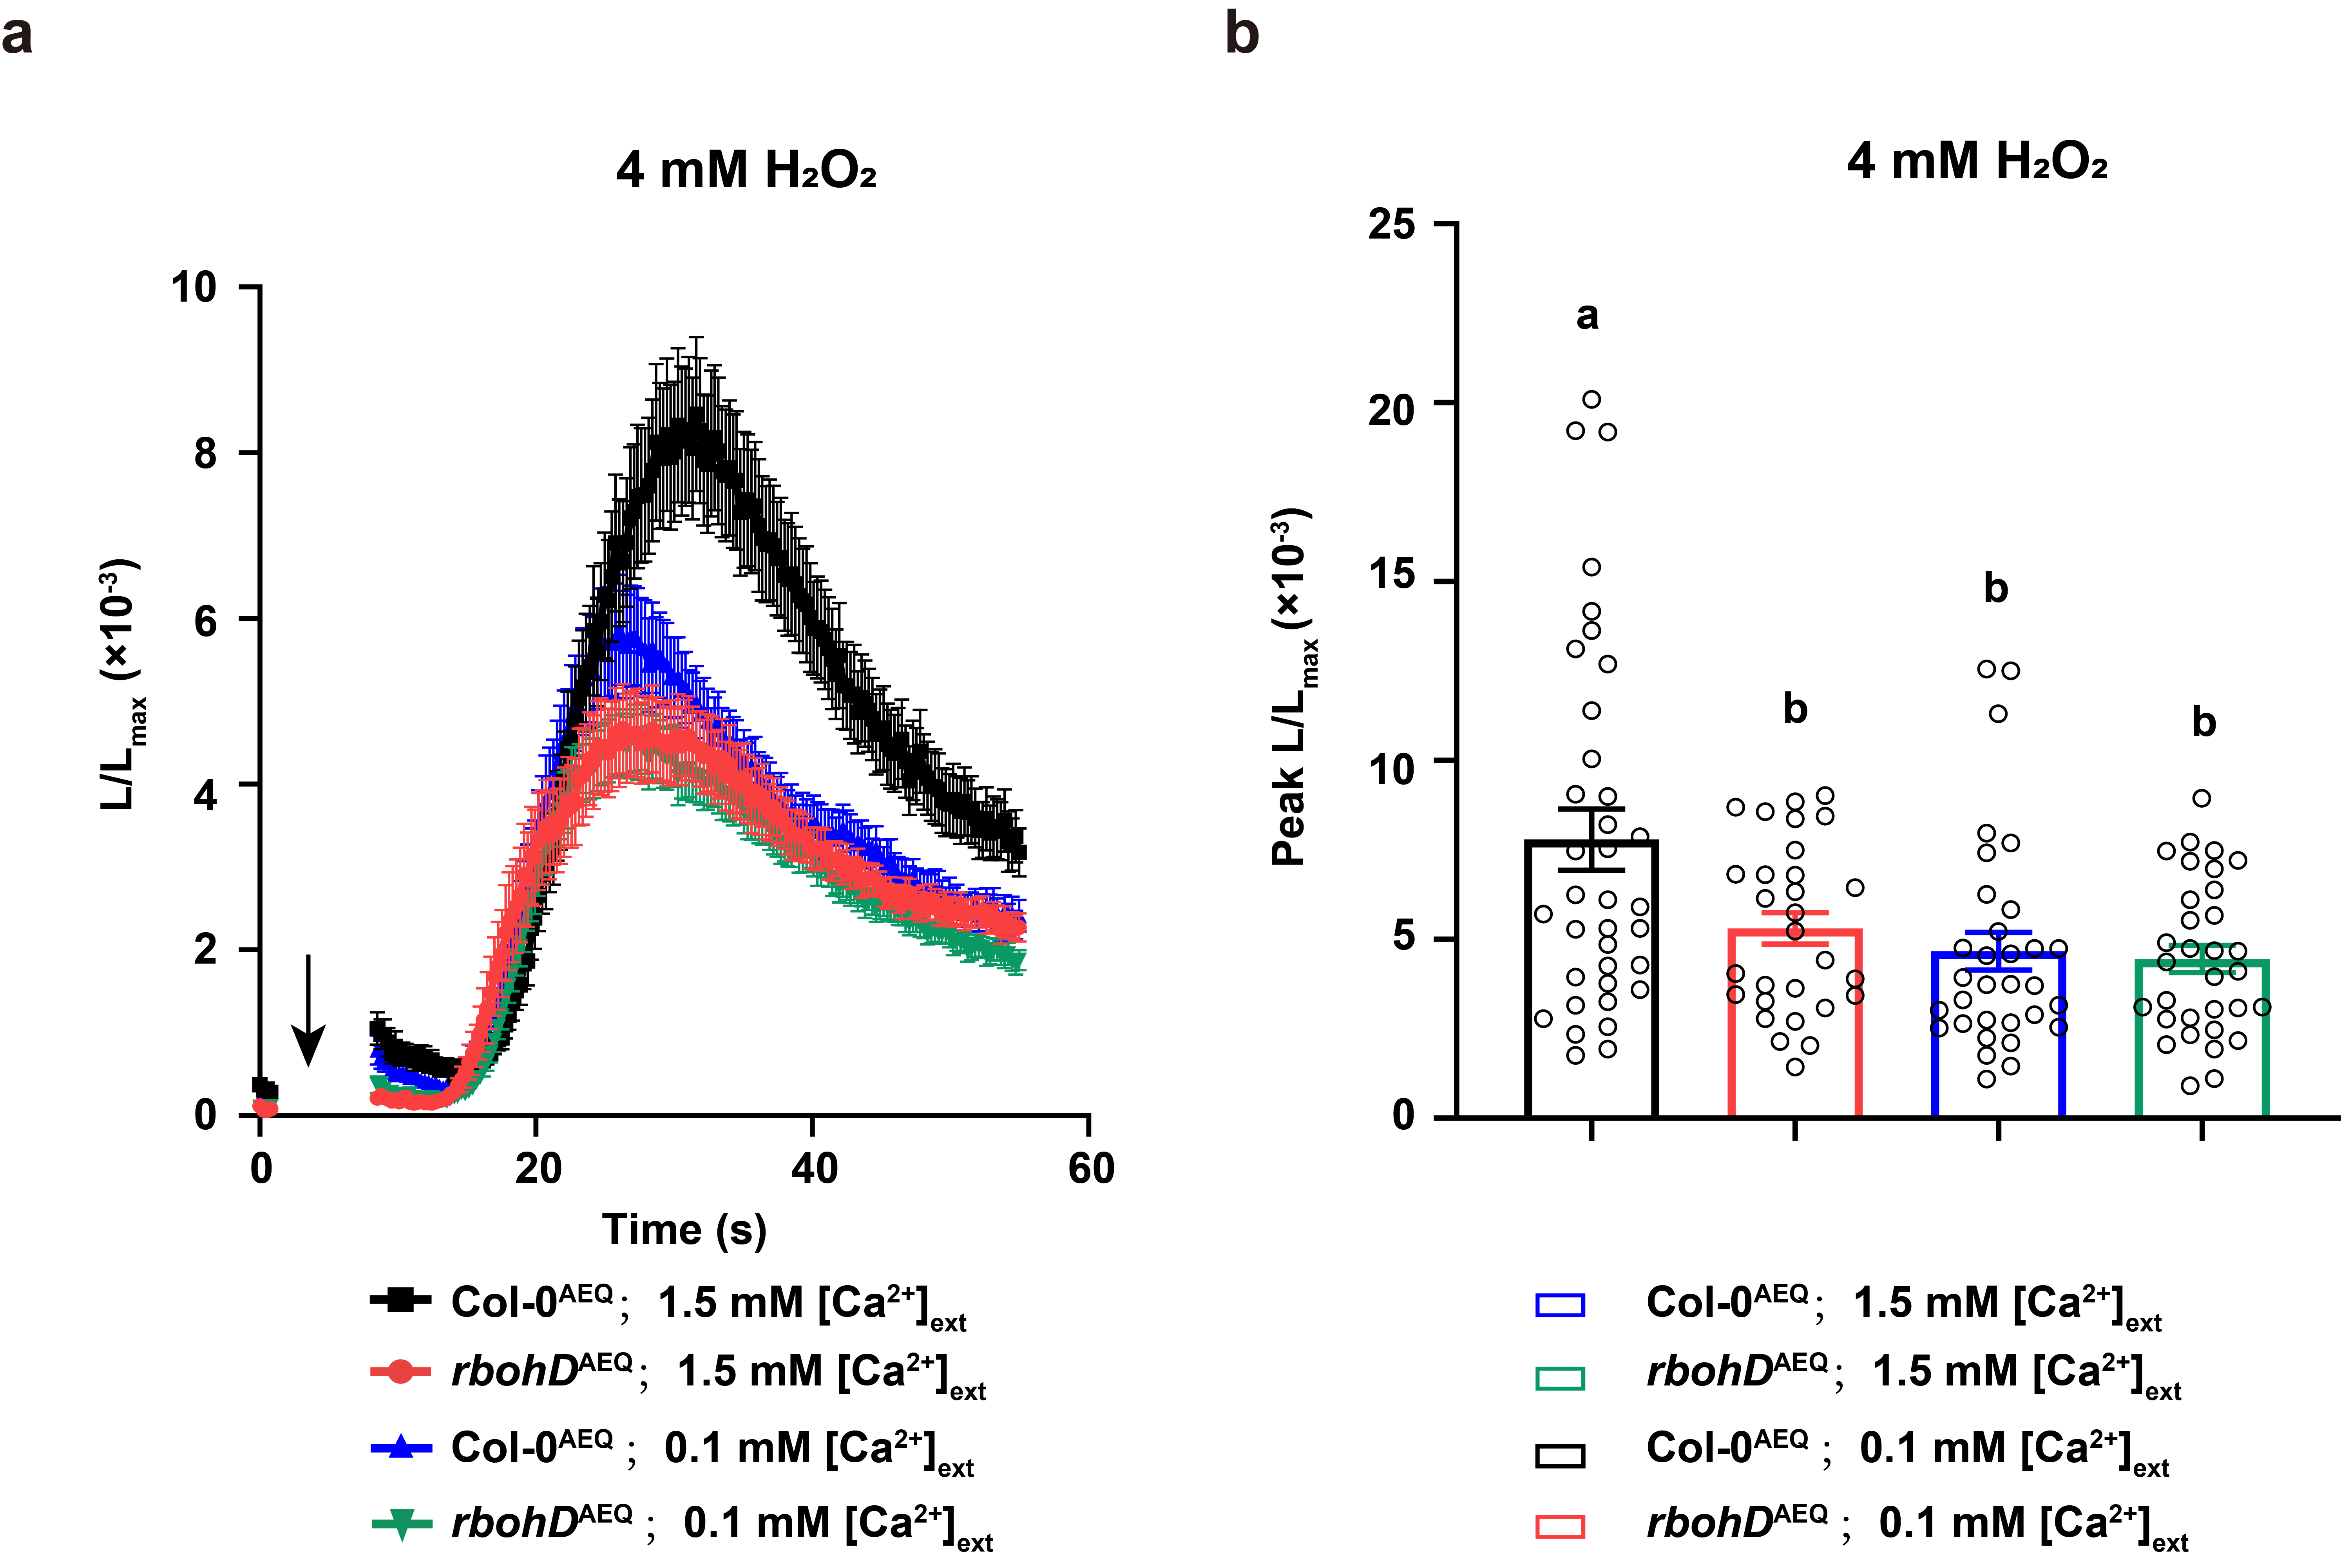 a
4 mM H₂O₂
10
8
6
4
2
0
L/Lmax (×10⁻³)
0
20
40
60
Time (s)
Col-0ᴬᴱQ ; 1.5 mM [Ca²⁺]ext
rbohDᴬᴱQ ; 1.5 mM [Ca²⁺]ext
Col-0ᴬᴱQ ; 0.1 mM [Ca²⁺]ext
rbohDᴬᴱQ ; 0.1 mM [Ca²⁺]ext
b
4 mM H₂O₂
25
20
15
10
5
0
Peak L/Lmax (×10⁻³)
a
b
b
b
Col-0ᴬᴱQ ; 1.5 mM [Ca²⁺]ext
rbohDᴬᴱQ ; 1.5 mM [Ca²⁺]ext
Col-0ᴬᴱQ ; 0.1 mM [Ca²⁺]ext
rbohDᴬᴱQ ; 0.1 mM [Ca²⁺]ext